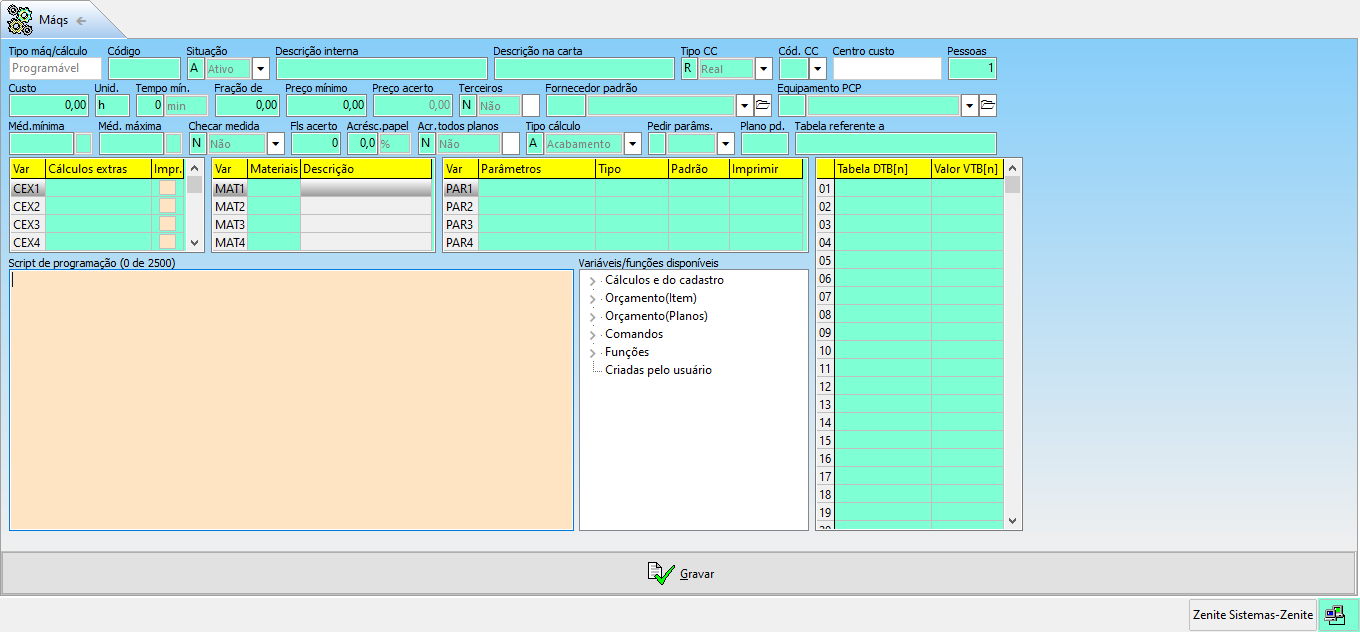 Máqs
Tipo máq/cálculo Código Situação Descrição interna Descrição na carta Tipo CC Cód. CC Centro custo Pessoas
Programável A Ativo R Real 1
Custo Unid. Tempo mín. Fração de Preço mínimo Preço acerto Terceiros Fornecedor padrão Equipamento PCP
0,00 h 0 min 0,00 0,00 0,00 N Não
Méd.mínima Méd. máxima Checar medida Fls acerto Acrésc.papel Acr.todos planos Tipo cálculo Pedir parâms. Plano pd. Tabela referente a
N Não 0 0,0 % N Não A Acabamento
Var Cálculos extras Impr. Var Materiais Descrição Var Parâmetros Tipo Padrão Imprimir Tabela DTB[n] Valor VTB[n]
CEX1 MAT1 PAR1 01
CEX2 MAT2 PAR2 02
CEX3 MAT3 PAR3 03
CEX4 MAT4 PAR4 04
Script de programação (0 de 2500) Variáveis/funções disponíveis 05
Cálculos e do cadastro 06
Orçamento(Item) 07
Orçamento(Planos) 08
Comandos 09
Funções 10
Criadas pelo usuário 11
12
13
14
15
16
17
18
19
Gravar
Zenite Sistemas-Zenite